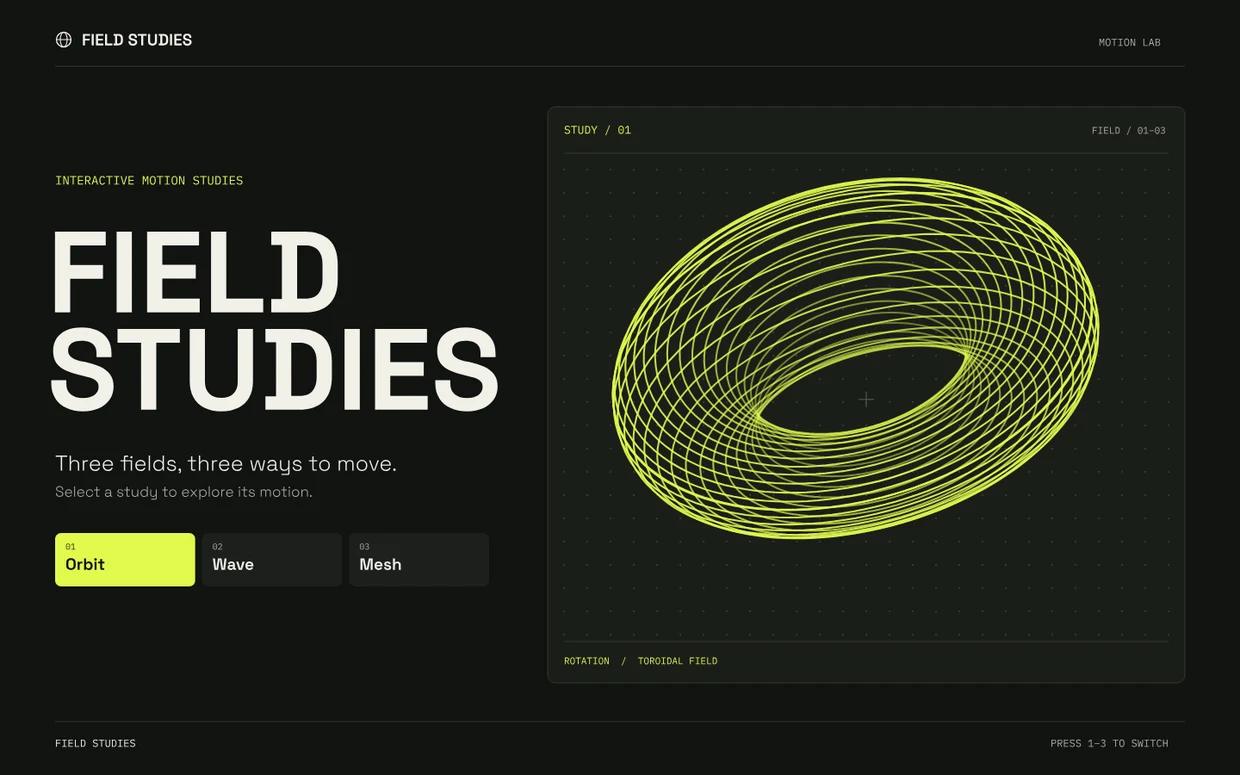 FIELD STUDIES
MOTION LAB
INTERACTIVE MOTION STUDIES
FIELD
STUDIES
Three fields, three ways to move.
Select a study to explore its motion.
01
Orbit
02
Wave
03
Mesh
STUDY / 01
FIELD / 01–03
ROTATION / TOROIDAL FIELD
FIELD STUDIES
PRESS 1–3 TO SWITCH